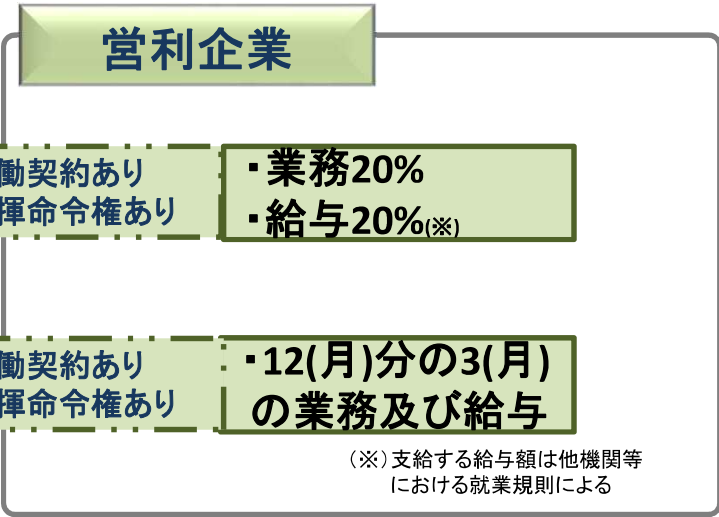 営利企業
働契約あり
揮命令権あり
・業務20%
・給与20%(※)
働契約あり
揮命令権あり
・12(月)分の3(月)
の業務及び給与
(※)支給する給与額は他機関等
における就業規則による